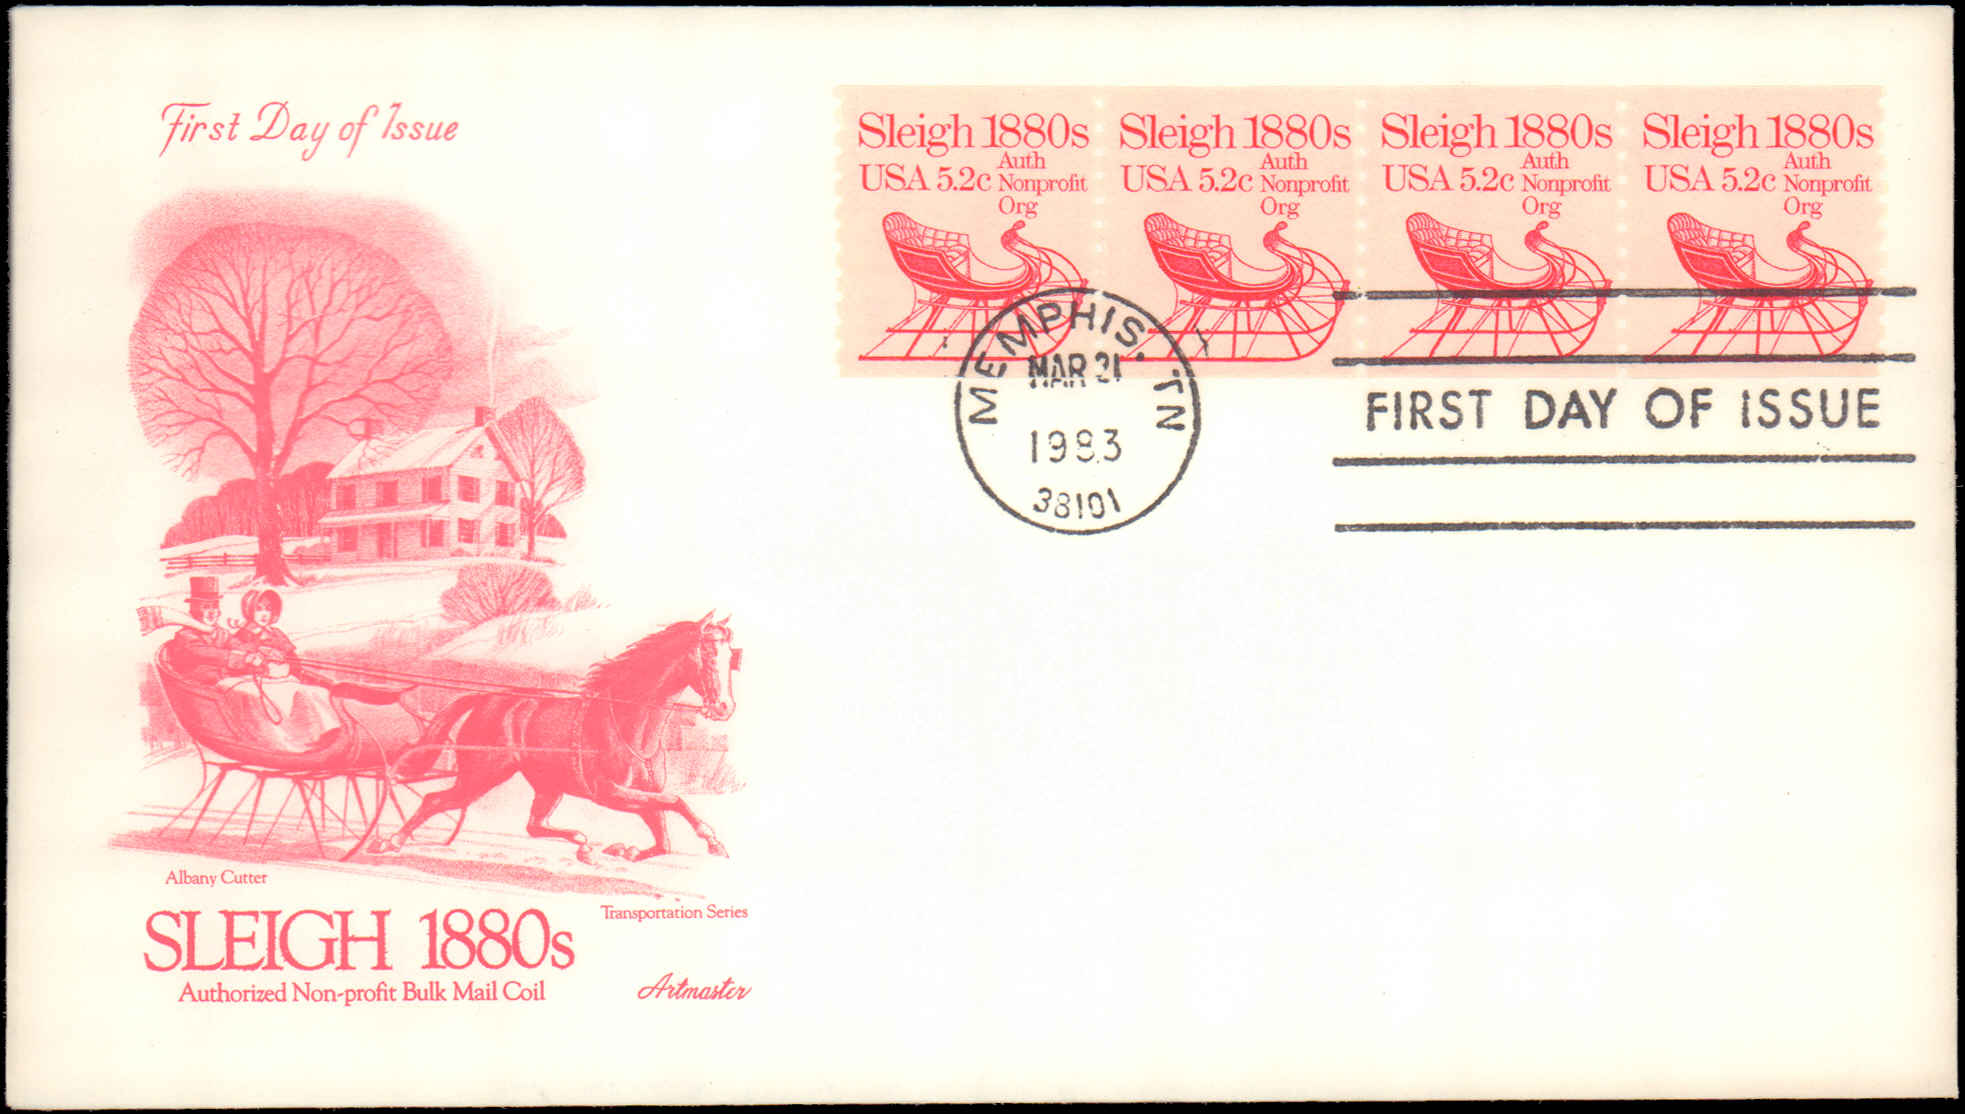 First Day of Issue
Sleigh 1880s
USA 5.2c
Auth
Nonprofit
Org
Sleigh 1880s
USA 5.2c
Auth
Nonprofit
Org
Sleigh 1880s
USA 5.2c
Auth
Nonprofit
Org
Sleigh 1880s
USA 5.2c
Auth
Nonprofit
Org
MEMPHIS, TN
MAR 21
1983
38101
FIRST DAY OF ISSUE
Albany Cutter
Transportation Series
SLEIGH 1880s
Authorized Non-profit Bulk Mail Coil
Artmaster